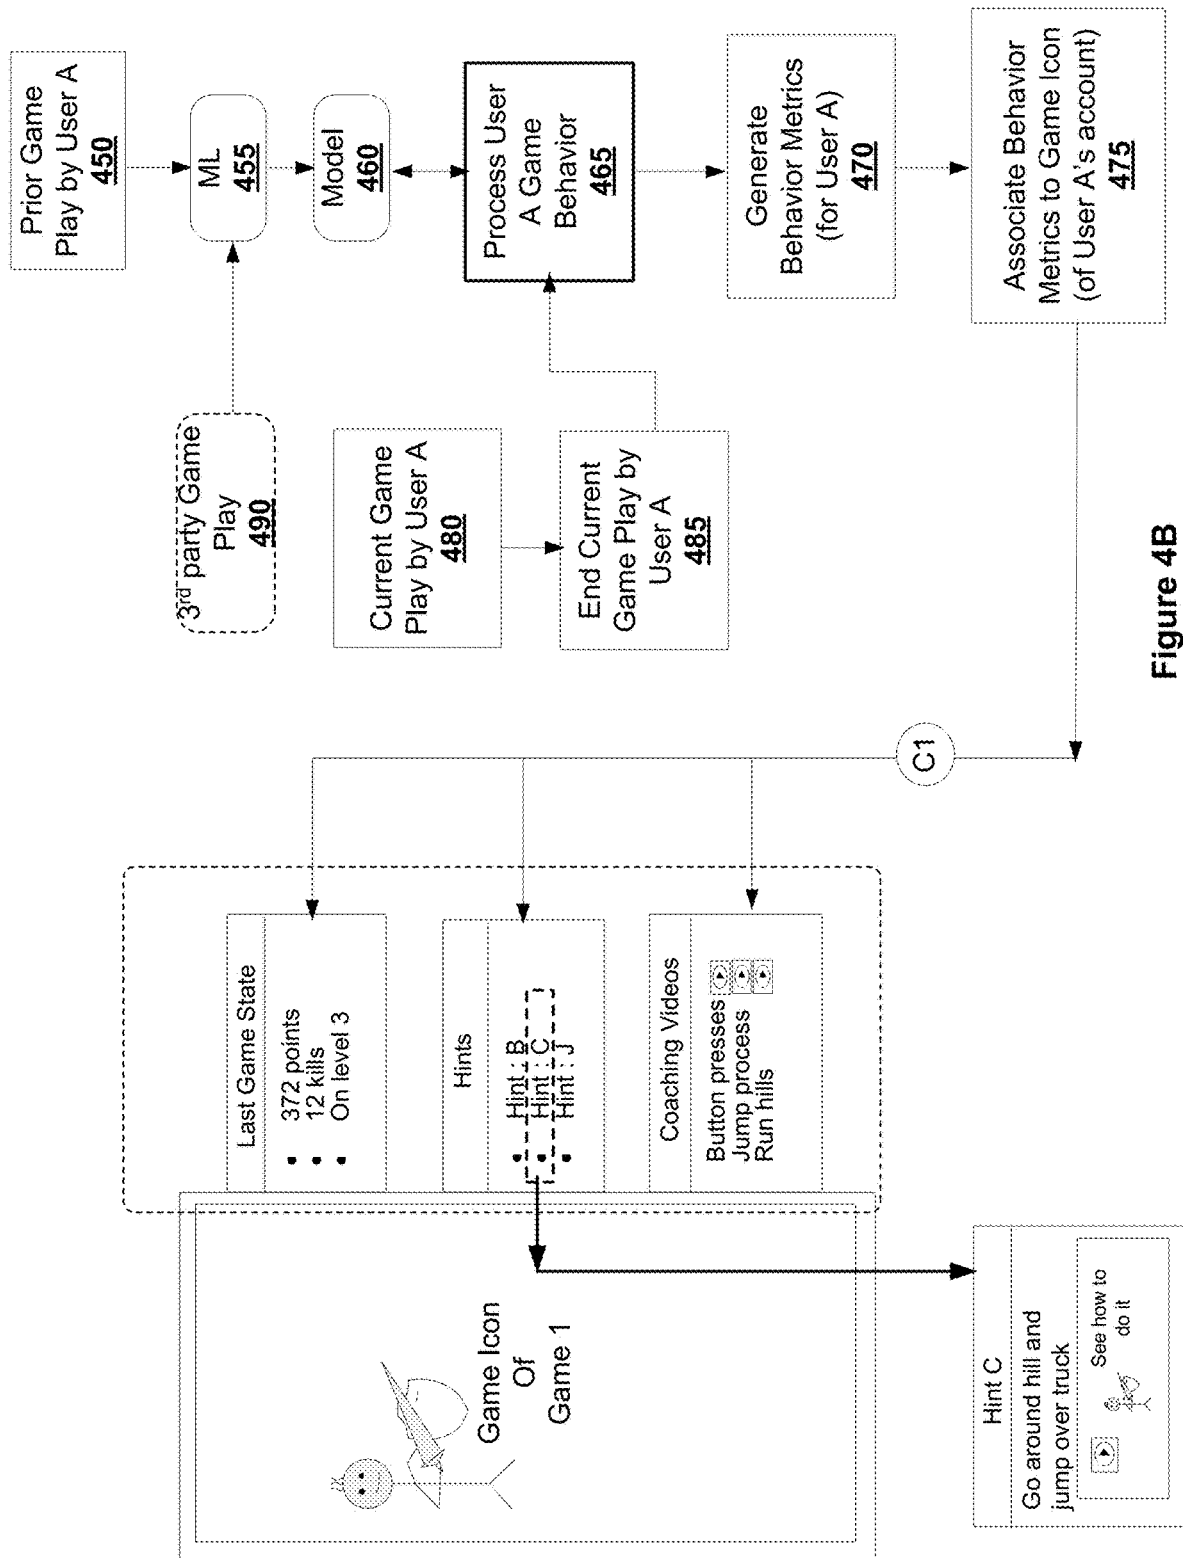 Prior Game
Play by User A
450
ML
455
Model
460
Process User
A Game
Behavior
465
Generate
Behavior Metrics
(for User A)
470
Associate Behavior
Metrics to Game Icon
(of User A's account)
475
3rd party Game
Play
490
Current Game
Play by User A
480
End Current
Game Play by
User A
485
C1
Last Game State
• 372 points
• 12 kills
• On level 3
Hints
• Hint : B
• Hint : C
• Hint : J
Coaching Videos
Button presses
Jump process
Run hills
Game Icon
Of
Game 1
Hint C
Go around hill and
jump over truck
See how to
do it
Figure 4B